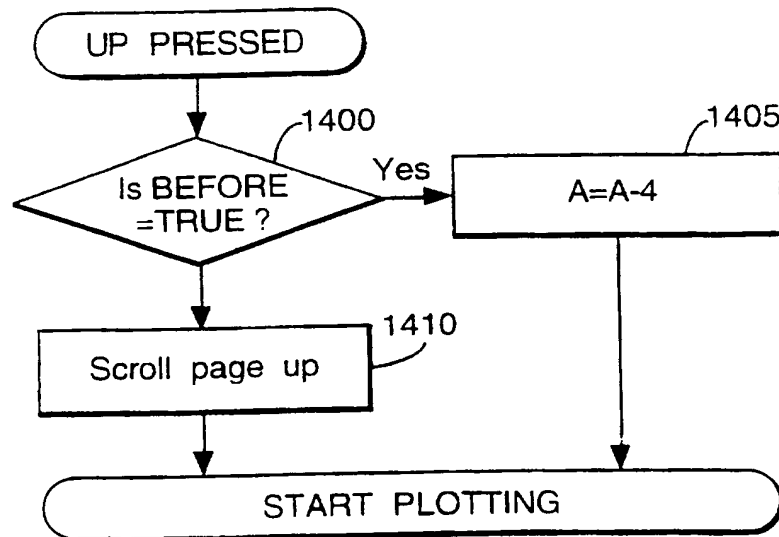 UP PRESSED
1400
Is BEFORE
=TRUE ?
Yes
1405
A=A-4
1410
Scroll page up
START PLOTTING